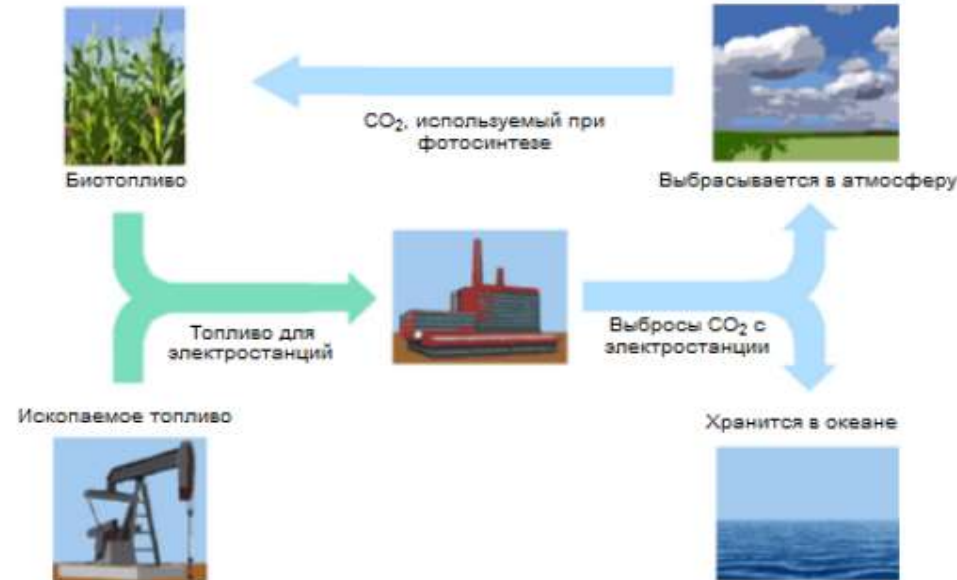 CO₂, используемый при
фотосинтезе
Биотопливо
Выбрасывается в атмосферу
Топливо для
электростанций
Выбросы CO₂ с
электростанции
Ископаемое топливо
Хранится в океане